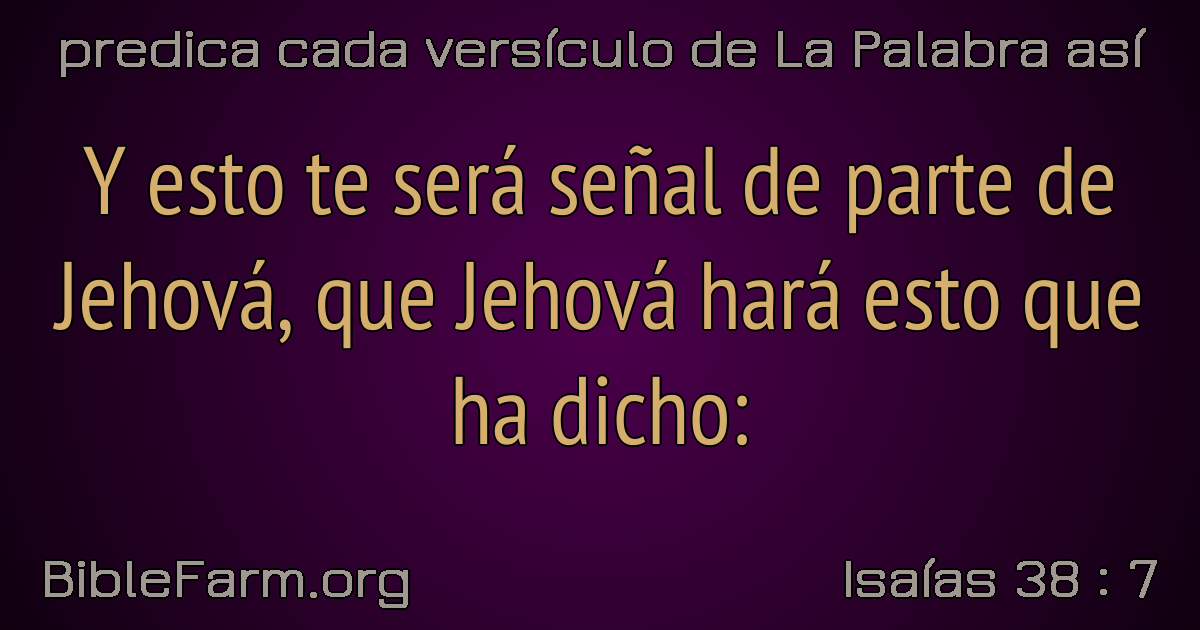 predica cada versículo de La Palabra así
Y esto te será señal de parte de
Jehová, que Jehová hará esto que
ha dicho:
BibleFarm.org
Isaías 38 : 7